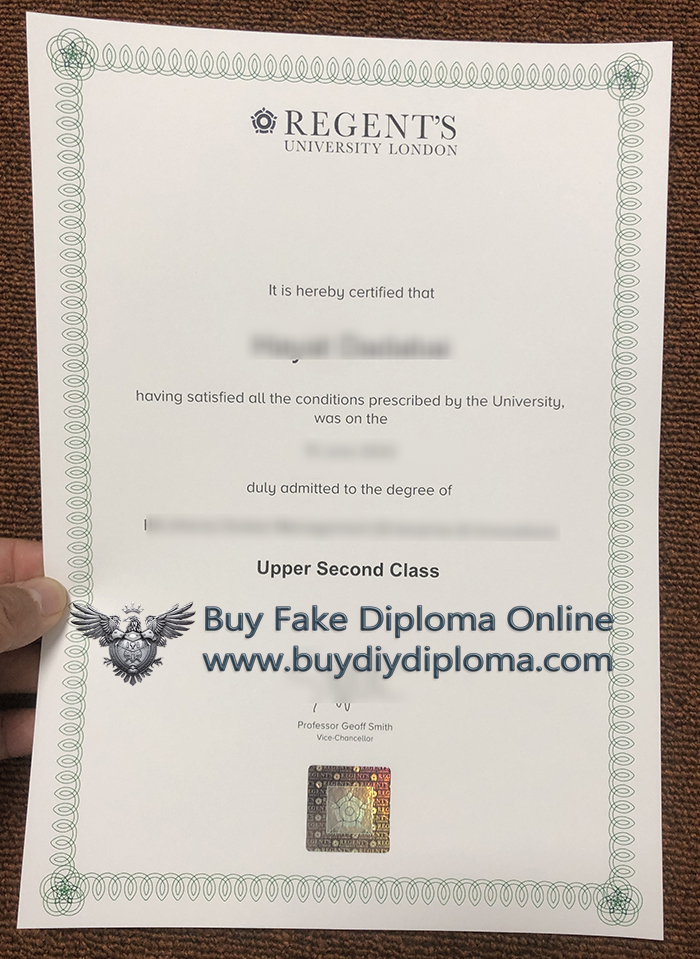 REGENT'S
UNIVERSITY LONDON
It is hereby certified that
having satisfied all the conditions prescribed by the University,
was on the
duly admitted to the degree of
Upper Second Class
Buy Fake Diploma Online
www.buydiydiploma.com
Professor Geoff Smith
Vice-Chancellor
REGENT'S